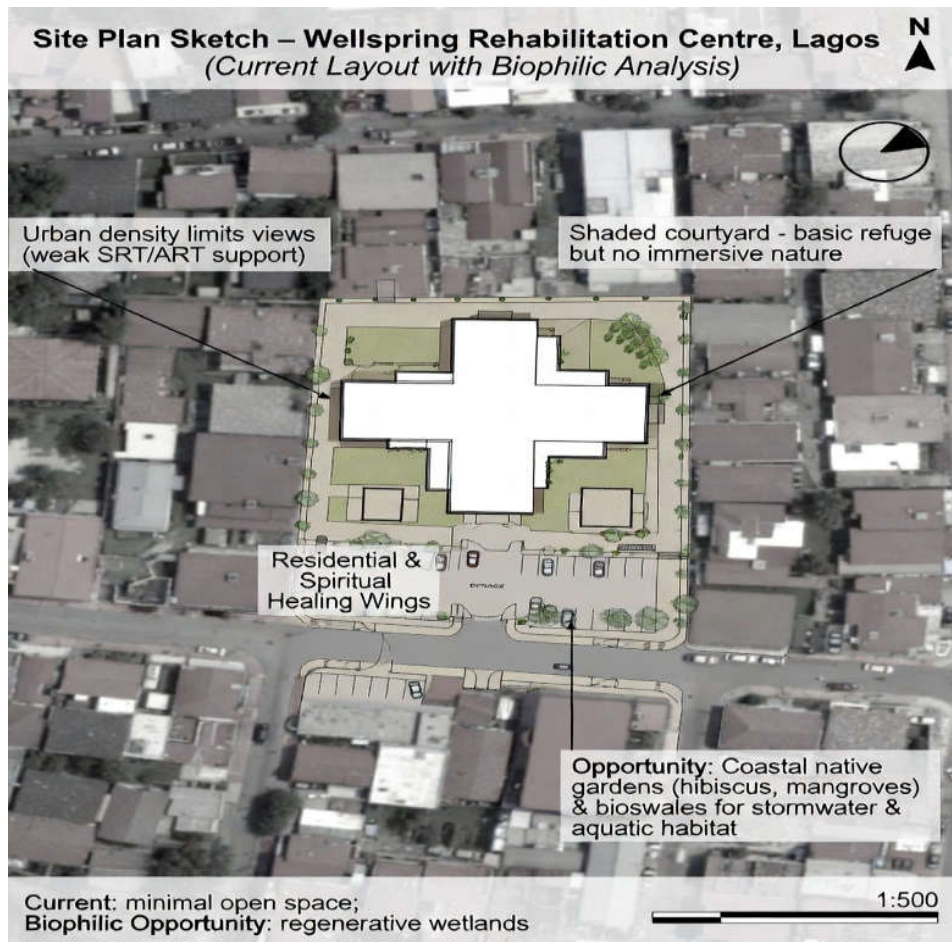 Site Plan Sketch – Wellspring Rehabilitation Centre, Lagos
(Current Layout with Biophilic Analysis)
N
Urban density limits views
(weak SRT/ART support)
Shaded courtyard - basic refuge
but no immersive nature
Residential &
Spiritual
Healing Wings
Opportunity: Coastal native
gardens (hibiscus, mangroves)
& bioswales for stormwater &
aquatic habitat
Current: minimal open space;
Biophilic Opportunity: regenerative wetlands
1:500